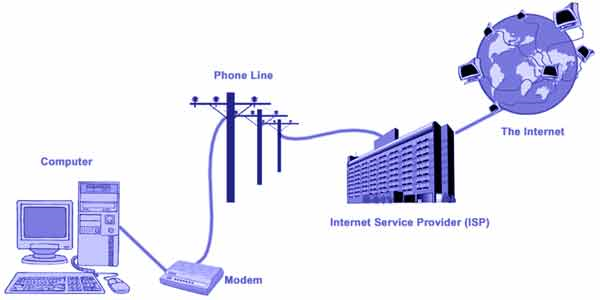 Computer
Modem
Phone Line
Internet Service Provider (ISP)
The Internet